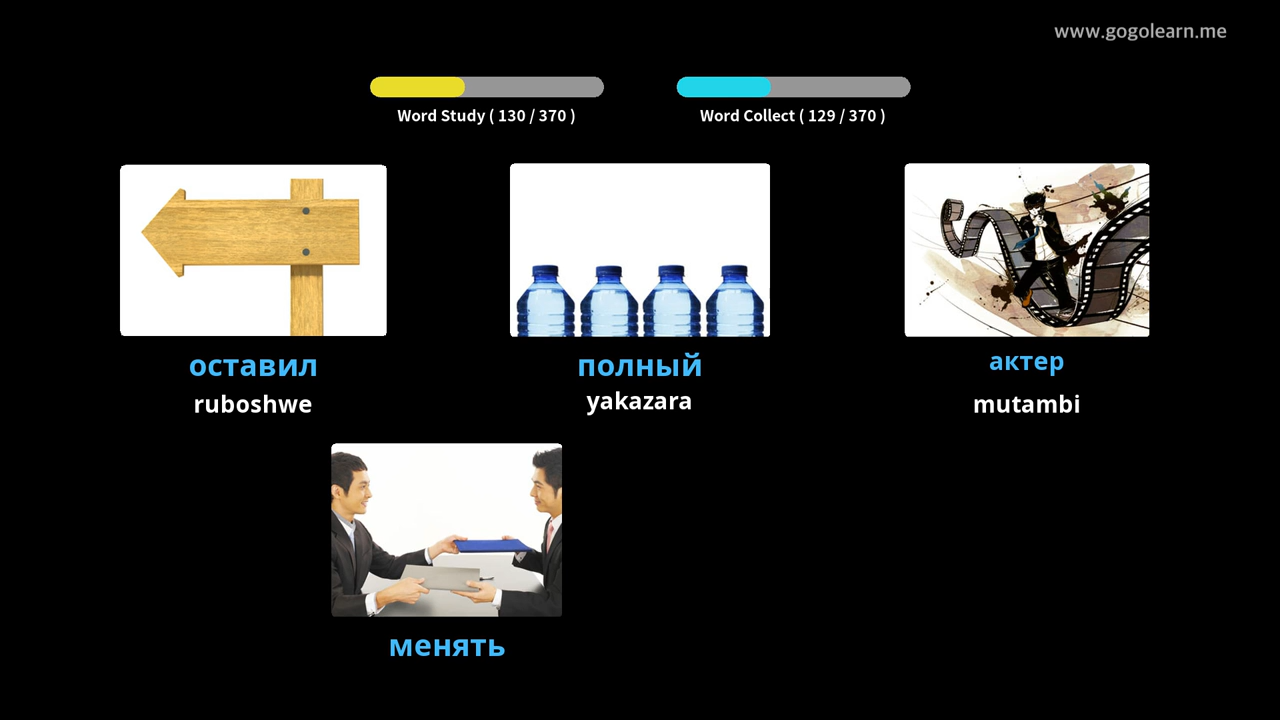 www.gogolearn.me
Word Study ( 130 / 370 )
Word Collect ( 129 / 370 )
оставил
ruboshwe
полный
yakazara
актер
mutambi
менять